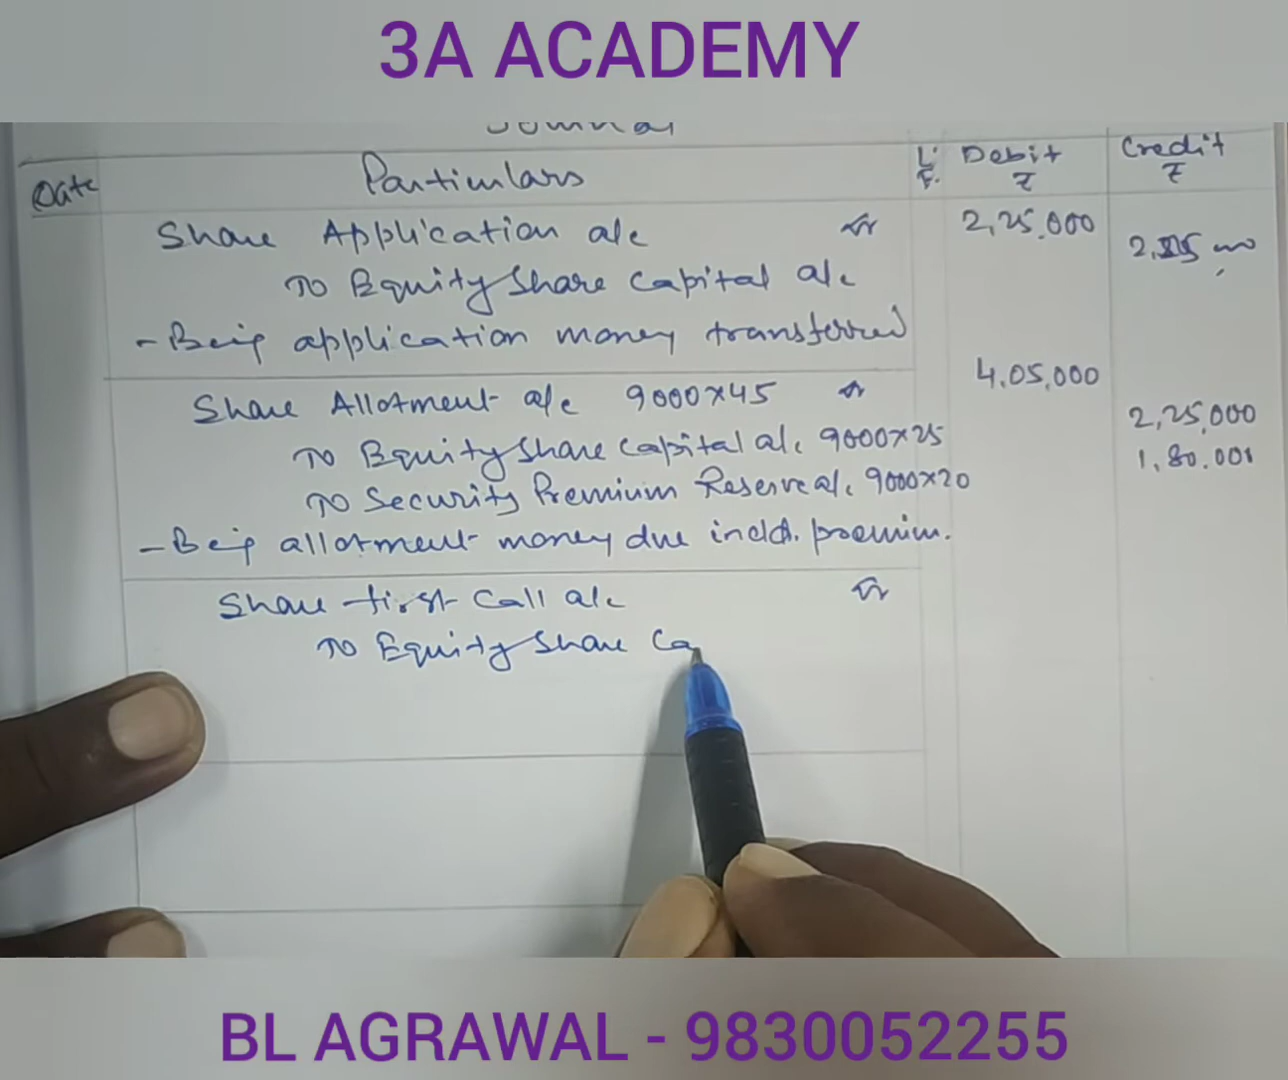 3A ACADEMY
Journal
Date Particulars L.F. Debit ₹ Credit ₹
Share Application a/c Dr 2,25,000
To Equity Share Capital a/c 2,25
- Being application money transferred
Share Allotment a/c 9000×45 Dr 4,05,000
To Equity Share Capital a/c 9000×25 2,25,000
To Security Premium Reserve a/c 9000×20 1,80.000
- Being allotment money due incld. premium.
Share first Call a/c Dr
To Equity Share Ca
BL AGRAWAL - 9830052255